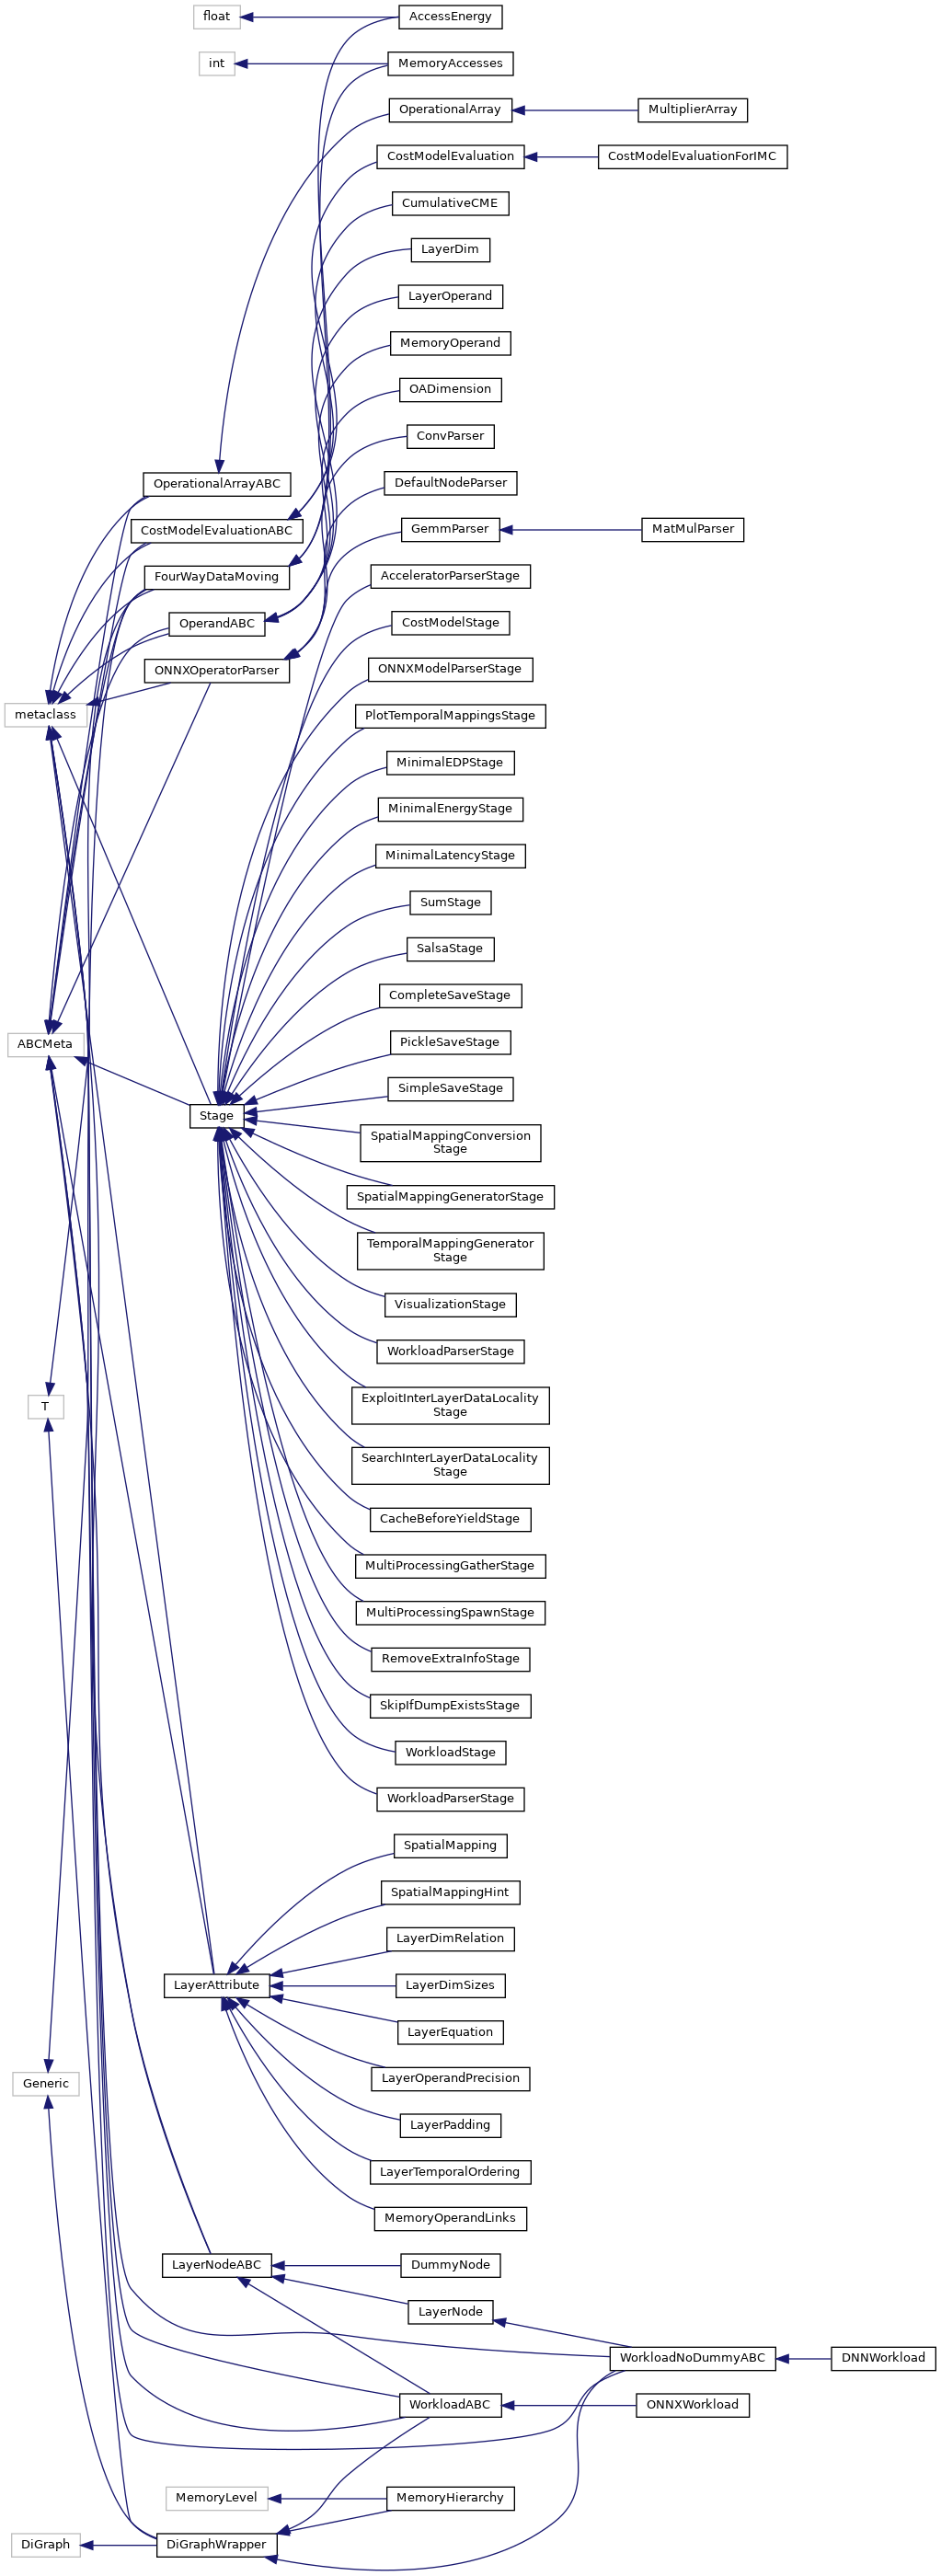 float
AccessEnergy
int
MemoryAccesses
OperationalArray
MultiplierArray
CostModelEvaluation
CostModelEvaluationForIMC
CumulativeCME
LayerDim
LayerOperand
MemoryOperand
OADimension
ConvParser
OperationalArrayABC
DefaultNodeParser
CostModelEvaluationABC
GemmParser
MatMulParser
FourWayDataMoving
AcceleratorParserStage
OperandABC
CostModelStage
ONNXOperatorParser
ONNXModelParserStage
metaclass
PlotTemporalMappingsStage
MinimalEDPStage
MinimalEnergyStage
MinimalLatencyStage
SumStage
SalsaStage
CompleteSaveStage
ABCMeta
PickleSaveStage
SimpleSaveStage
Stage
SpatialMappingConversion
Stage
SpatialMappingGeneratorStage
TemporalMappingGenerator
Stage
VisualizationStage
WorkloadParserStage
T
ExploitInterLayerDataLocality
Stage
SearchInterLayerDataLocality
Stage
CacheBeforeYieldStage
MultiProcessingGatherStage
MultiProcessingSpawnStage
RemoveExtraInfoStage
SkipIfDumpExistsStage
WorkloadStage
WorkloadParserStage
SpatialMapping
SpatialMappingHint
LayerDimRelation
LayerAttribute
LayerDimSizes
LayerEquation
Generic
LayerOperandPrecision
LayerPadding
LayerTemporalOrdering
MemoryOperandLinks
LayerNodeABC
DummyNode
LayerNode
WorkloadNoDummyABC
DNNWorkload
WorkloadABC
ONNXWorkload
MemoryLevel
MemoryHierarchy
DiGraph
DiGraphWrapper